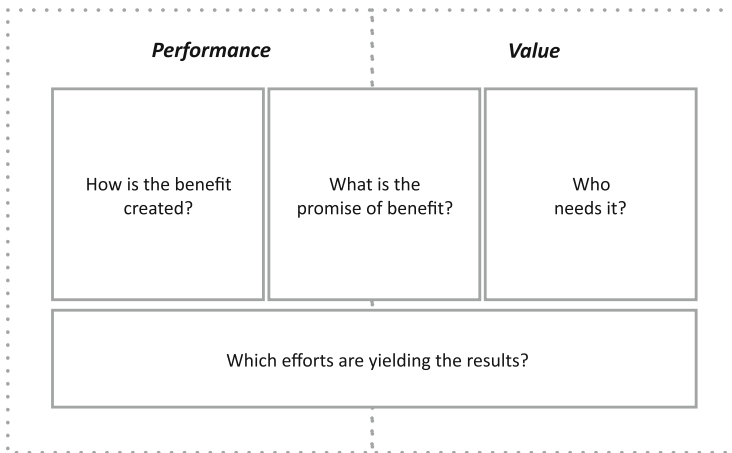 Performance
Value
How is the benefit
created?
What is the
promise of benefit?
Who
needs it?
Which efforts are yielding the results?